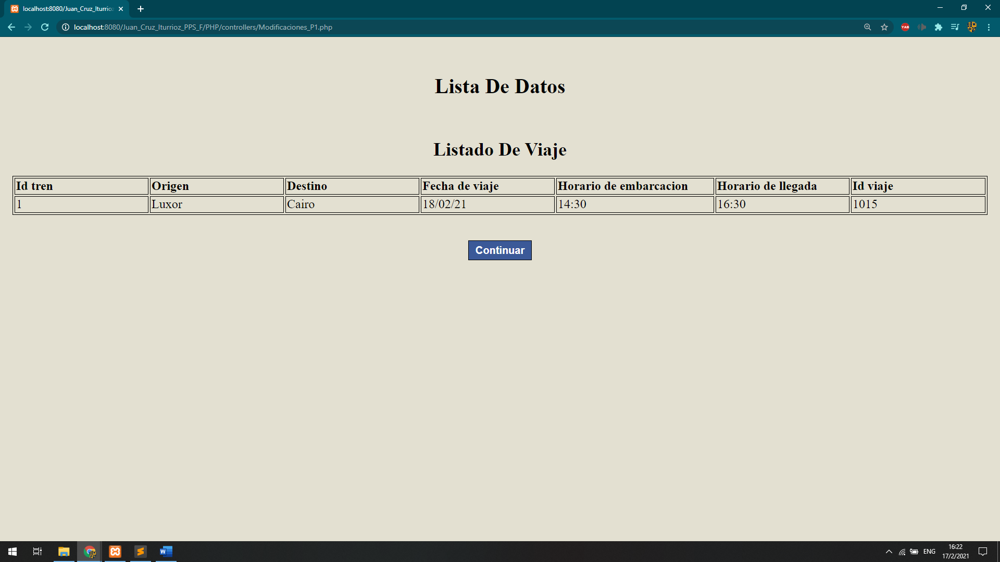 localhost:8080/Juan_Cruz_Iturrio
localhost:8080/Juan_Cruz_Iturrioz_PPS_F/PHP/controllers/Modificaciones_P1.php
YAB
Lista De Datos
Listado De Viaje
Id tren Origen Destino Fecha de viaje Horario de embarcacion Horario de llegada Id viaje
1 Luxor Cairo 18/02/21 14:30 16:30 1015
Continuar
W
ENG
16:22
17/2/2021